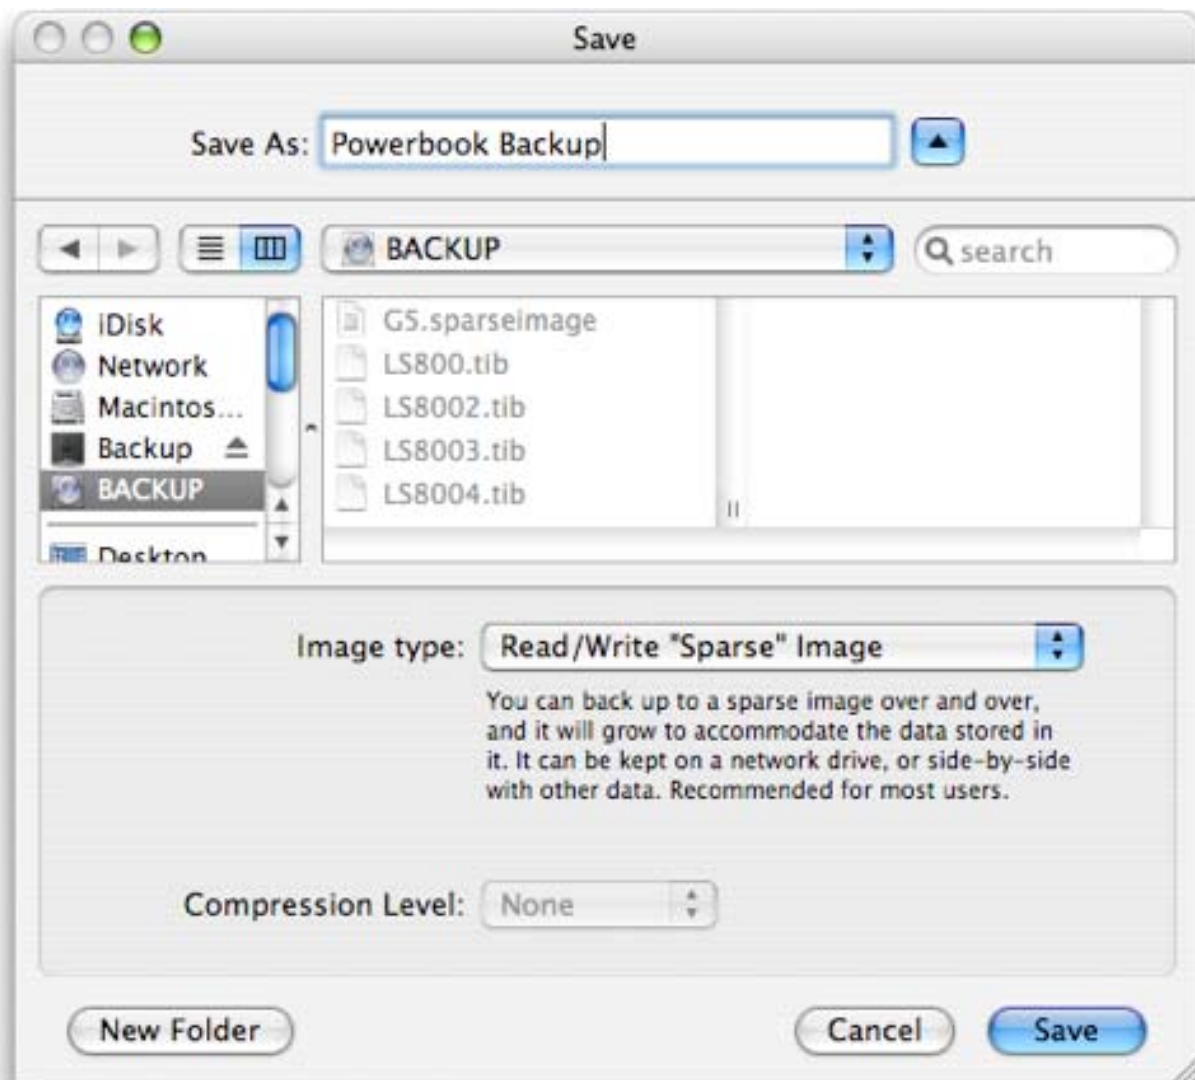 Save
Save As: Powerbook Backup
BACKUP
search
iDisk
Network
Macintos...
Backup
BACKUP
Desktop
G5.sparseimage
LS800.tib
LS8002.tib
LS8003.tib
LS8004.tib
Image type: Read/Write "Sparse" Image
You can back up to a sparse image over and over,
and it will grow to accommodate the data stored in
it. It can be kept on a network drive, or side-by-side
with other data. Recommended for most users.
Compression Level: None
New Folder
Cancel
Save